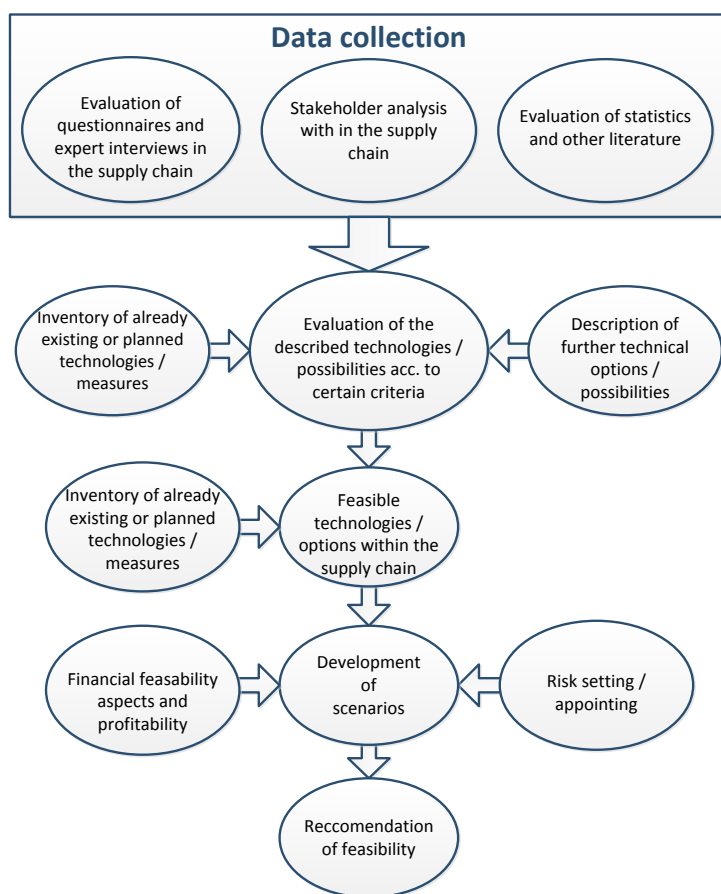 Data collection
Evaluation of
questionnaires and
expert interviews in
the supply chain
Stakeholder analysis
with in the supply
chain
Evaluation of statistics
and other literature
Inventory of already
existing or planned
technologies /
measures
Evaluation of the
described technologies /
possibilities acc. to
certain criteria
Description of
further technical
options /
possibilities
Inventory of already
existing or planned
technologies /
measures
Feasible
technologies /
options within the
supply chain
Financial feasability
aspects and
profitability
Development
of
scenarios
Risk setting /
appointing
Reccomendation
of feasibility